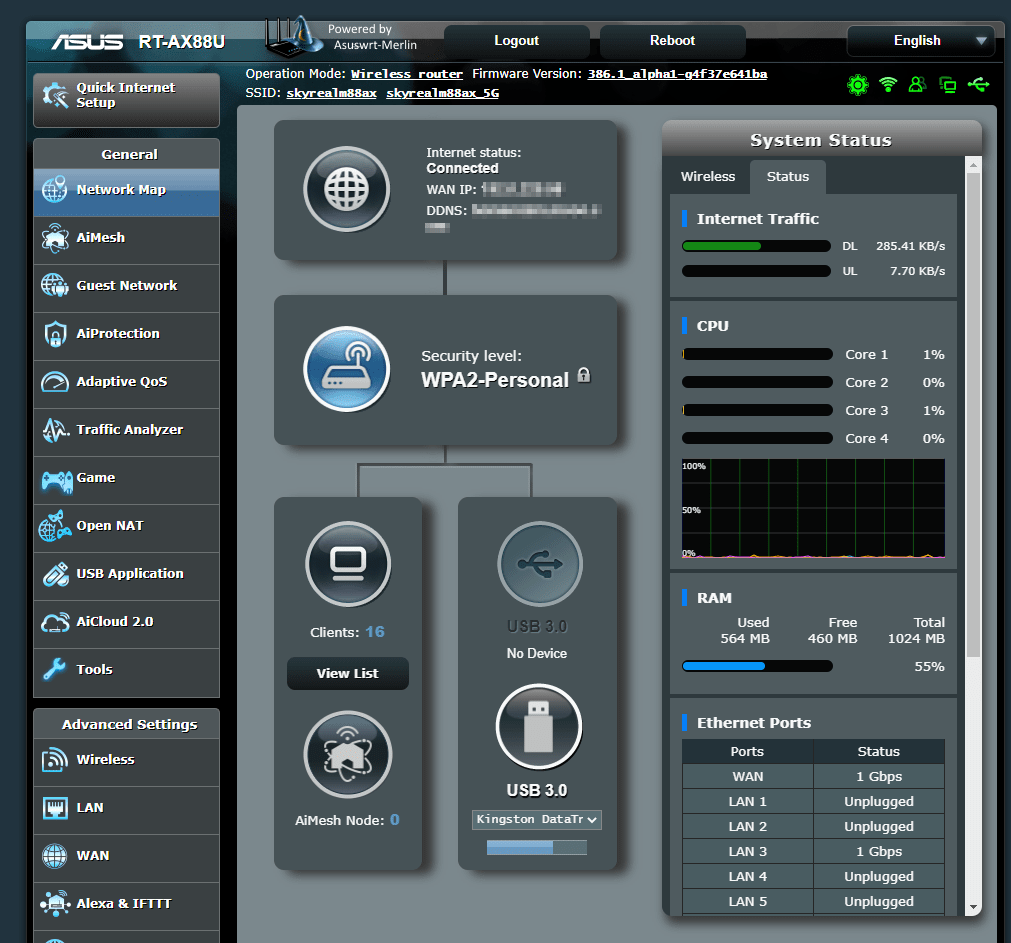 ASUS RT-AX88U
Powered by
Asuswrt-Merlin
Logout
Reboot
English
Quick Internet
Setup
Operation Mode: Wireless router Firmware Version: 386.1_alpha1-g4f37e641ba
SSID: skyrealm88ax skyrealm88ax_5G
General
Network Map
AiMesh
Guest Network
AiProtection
Adaptive QoS
Traffic Analyzer
Game
Open NAT
USB Application
AiCloud 2.0
Tools
Advanced Settings
Wireless
LAN
WAN
Alexa & IFTTT
Internet status:
Connected
WAN IP:
DDNS:
Security level:
WPA2-Personal
Clients: 16
View List
AiMesh Node: 0
USB 3.0
No Device
USB 3.0
Kingston DataTr
System Status
Wireless Status
Internet Traffic
DL 285.41 KB/s
UL 7.70 KB/s
CPU
Core 1 1%
Core 2 0%
Core 3 1%
Core 4 0%
100%
50%
0%
RAM
Used Free Total
564 MB 460 MB 1024 MB
55%
Ethernet Ports
Ports Status
WAN 1 Gbps
LAN 1 Unplugged
LAN 2 Unplugged
LAN 3 1 Gbps
LAN 4 Unplugged
LAN 5 Unplugged